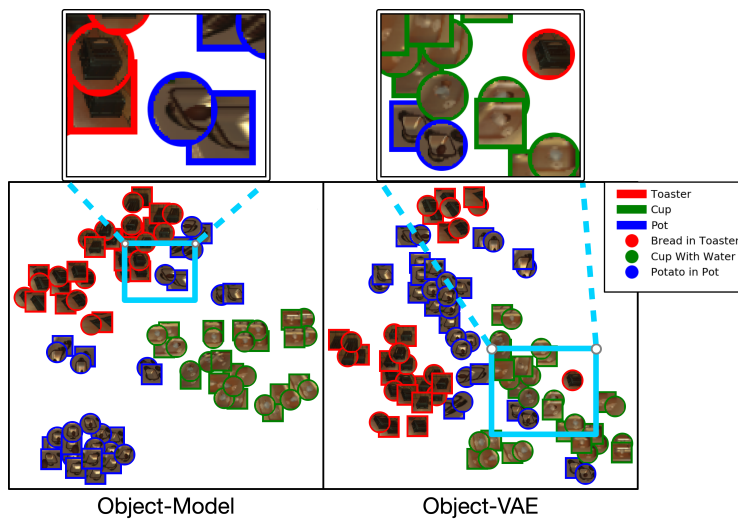 Toaster
Cup
Pot
Bread in Toaster
Cup With Water
Potato in Pot
Object-Model
Object-VAE